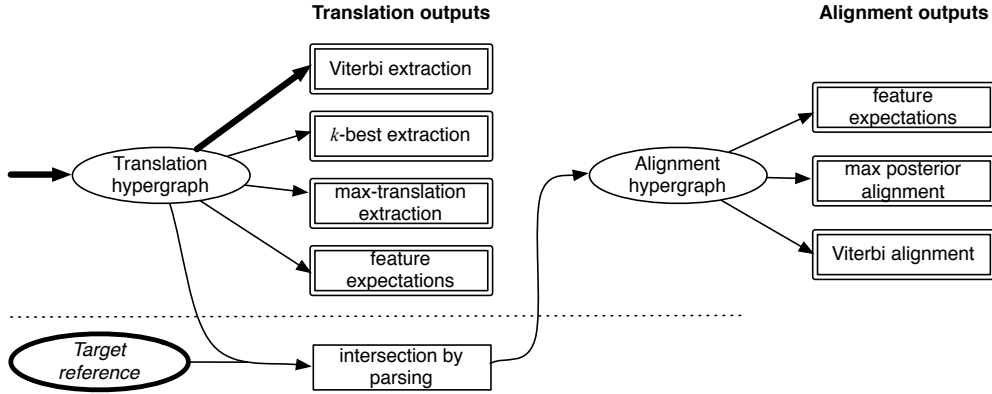 Translation outputs
Alignment outputs
Viterbi extraction
k-best extraction
max-translation
extraction
feature
expectations
Translation
hypergraph
Alignment
hypergraph
feature
expectations
max posterior
alignment
Viterbi alignment
Target
reference
intersection by
parsing